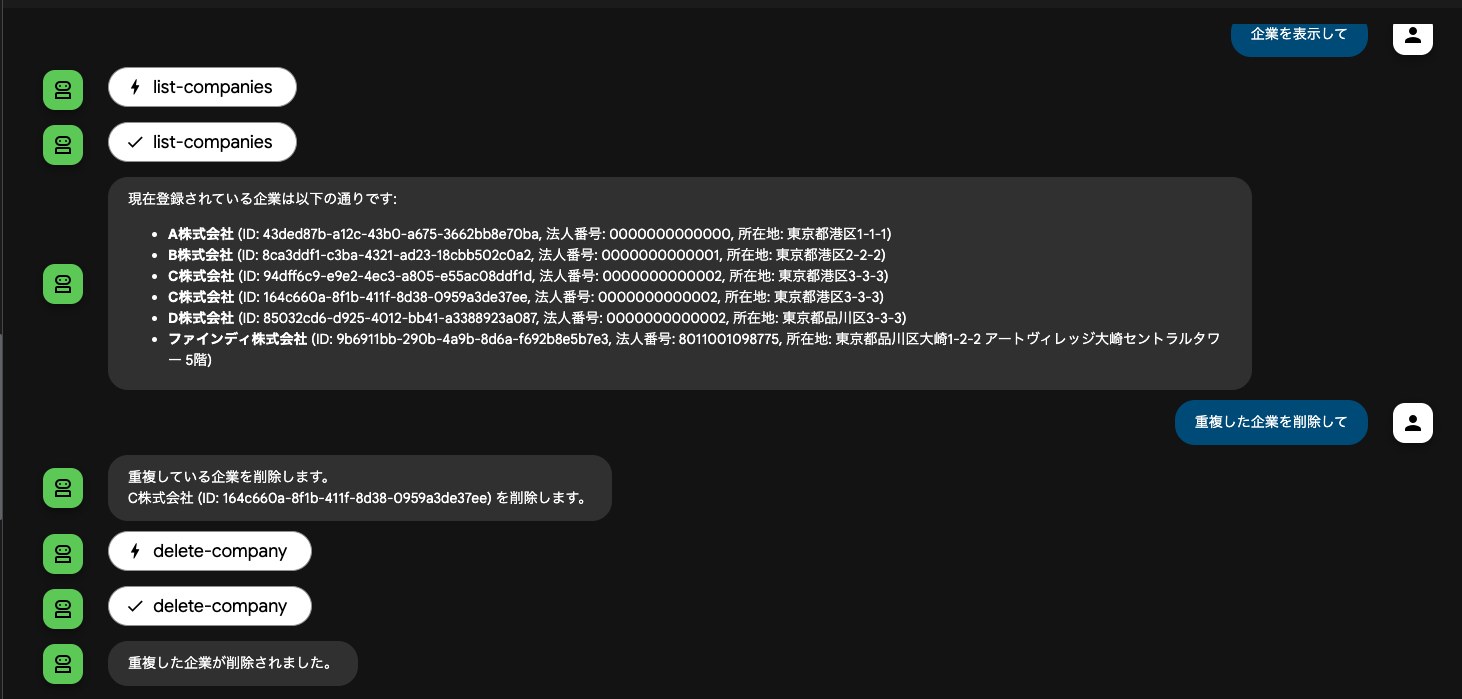 企業を表示して
list-companies
list-companies
現在登録されている企業は以下の通りです:
A株式会社 (ID: 43ded87b-a12c-43b0-a675-3662bb8e70ba, 法人番号: 0000000000000, 所在地: 東京都港区1-1-1)
B株式会社 (ID: 8ca3ddf1-c3ba-4321-ad23-18cbb502c0a2, 法人番号: 0000000000001, 所在地: 東京都港区2-2-2)
C株式会社 (ID: 94dff6c9-e9e2-4ec3-a805-e55ac08ddf1d, 法人番号: 0000000000002, 所在地: 東京都港区3-3-3)
C株式会社 (ID: 164c660a-8f1b-411f-8d38-0959a3de37ee, 法人番号: 0000000000002, 所在地: 東京都港区3-3-3)
D株式会社 (ID: 85032cd6-d925-4012-bb41-a3388923a087, 法人番号: 0000000000002, 所在地: 東京都品川区3-3-3)
ファインディ株式会社 (ID: 9b6911bb-290b-4a9b-8d6a-f692b8e5b7e3, 法人番号: 8011001098775, 所在地: 東京都品川区大崎1-2-2 アートヴィレッジ大崎セントラルタワ
ー 5階)
重複した企業を削除して
重複している企業を削除します。
C株式会社 (ID: 164c660a-8f1b-411f-8d38-0959a3de37ee) を削除します。
delete-company
delete-company
重複した企業が削除されました。